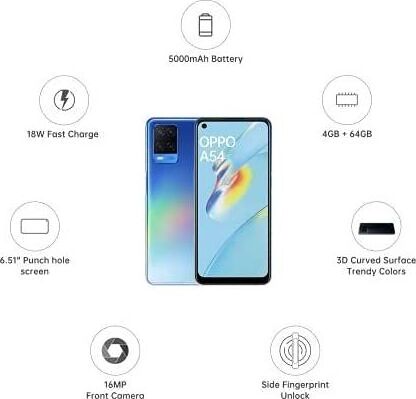 5000mAh Battery
18W Fast Charge
4GB + 64GB
OPPO
A54
6.51" Punch hole
screen
3D Curved Surface
Trendy Colors
16MP
Front Camera
Side Fingerprint
Unlock